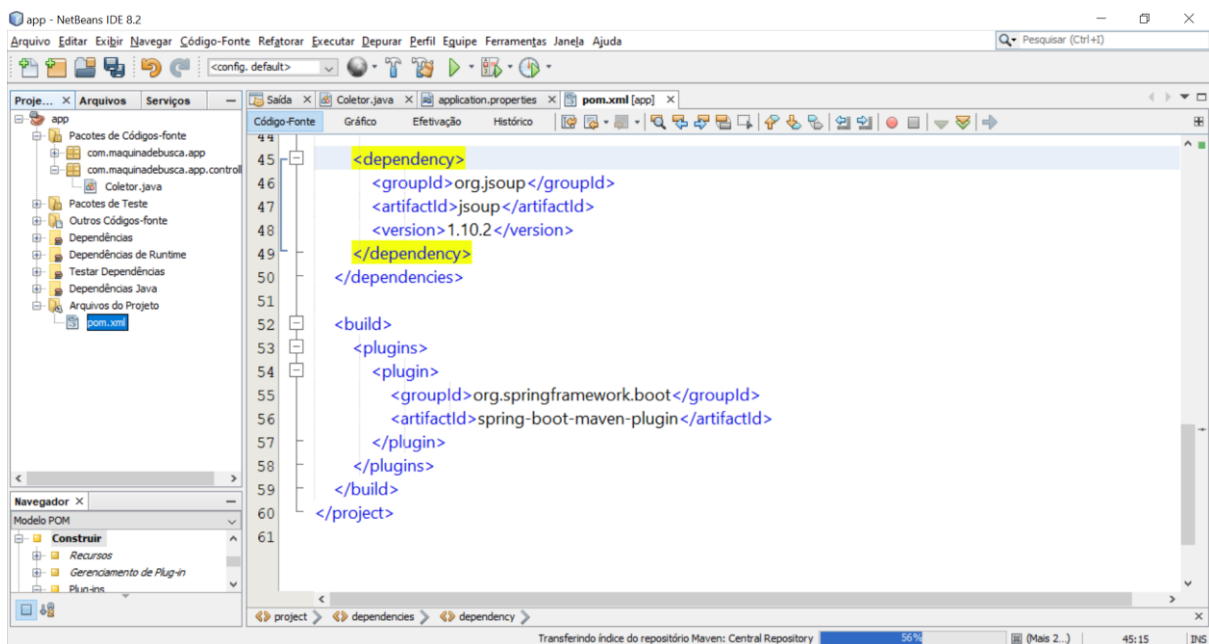 app - NetBeans IDE 8.2
Arquivo Editar Exibir Navegar Código-Fonte Refatorar Executar Depurar Perfil Equipe Ferramentas Janela Ajuda
Pesquisar (Ctrl+I)
<config. default>
Proje... Arquivos Serviços
Saída Coletor.java application.properties pom.xml [app]
Código-Fonte Gráfico Efetivação Histórico
app
Pacotes de Códigos-fonte
com.maquinadebusca.app
com.maquinadebusca.app.controll
Coletor.java
Pacotes de Teste
Outros Códigos-fonte
Dependências
Dependências de Runtime
Testar Dependências
Dependências Java
Arquivos do Projeto
pom.xml
44
45 <dependency>
46 <groupId>org.jsoup</groupId>
47 <artifactId>jsoup</artifactId>
48 <version>1.10.2</version>
49 </dependency>
50 </dependencies>
51
52 <build>
53 <plugins>
54 <plugin>
55 <groupId>org.springframework.boot</groupId>
56 <artifactId>spring-boot-maven-plugin</artifactId>
57 </plugin>
58 </plugins>
59 </build>
60 </project>
61
Navegador
Modelo POM
Construir
Recursos
Gerenciamento de Plug-in
Plug-ins
project dependencies dependency
Transferindo índice do repositório Maven: Central Repository 56% (Mais 2...) 45:15 INS